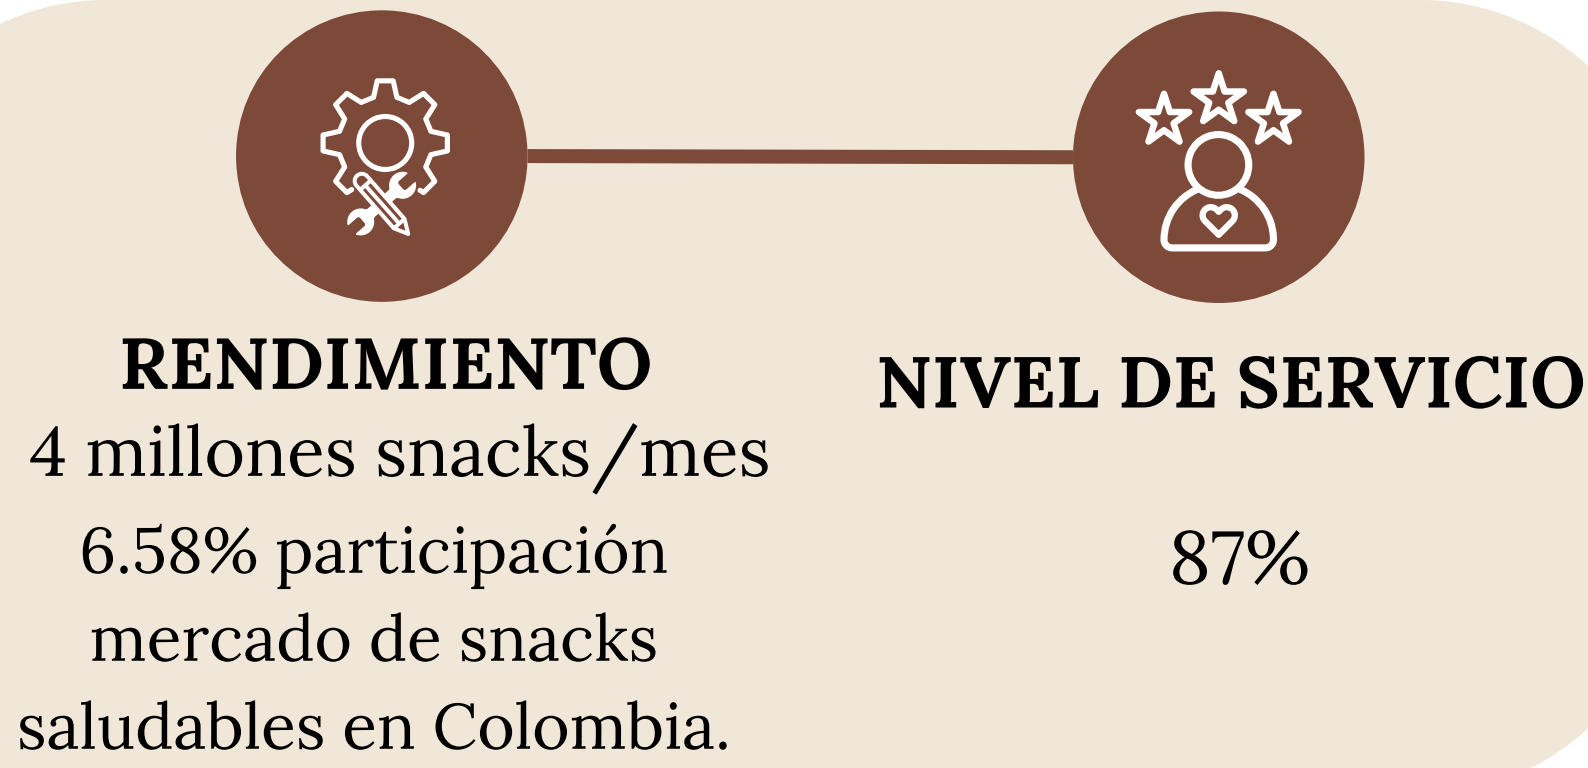 RENDIMIENTO
4 millones snacks/mes
6.58% participación
mercado de snacks
saludables en Colombia.
NIVEL DE SERVICIO
87%